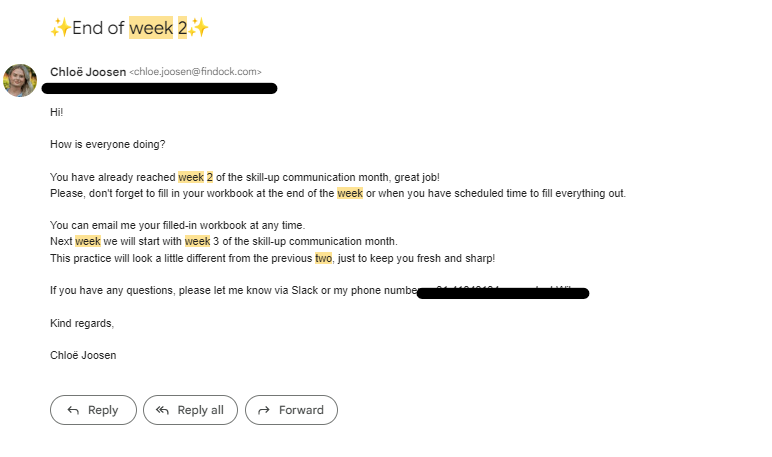 ✨End of week 2✨
Chloë Joosen <chloe.joosen@findock.com>
Hi!
How is everyone doing?
You have already reached week 2 of the skill-up communication month, great job!
Please, don't forget to fill in your workbook at the end of the week or when you have scheduled time to fill everything out.
You can email me your filled-in workbook at any time.
Next week we will start with week 3 of the skill-up communication month.
This practice will look a little different from the previous two, just to keep you fresh and sharp!
If you have any questions, please let me know via Slack or my phone
Kind regards,
Chloë Joosen
Reply
Reply all
Forward